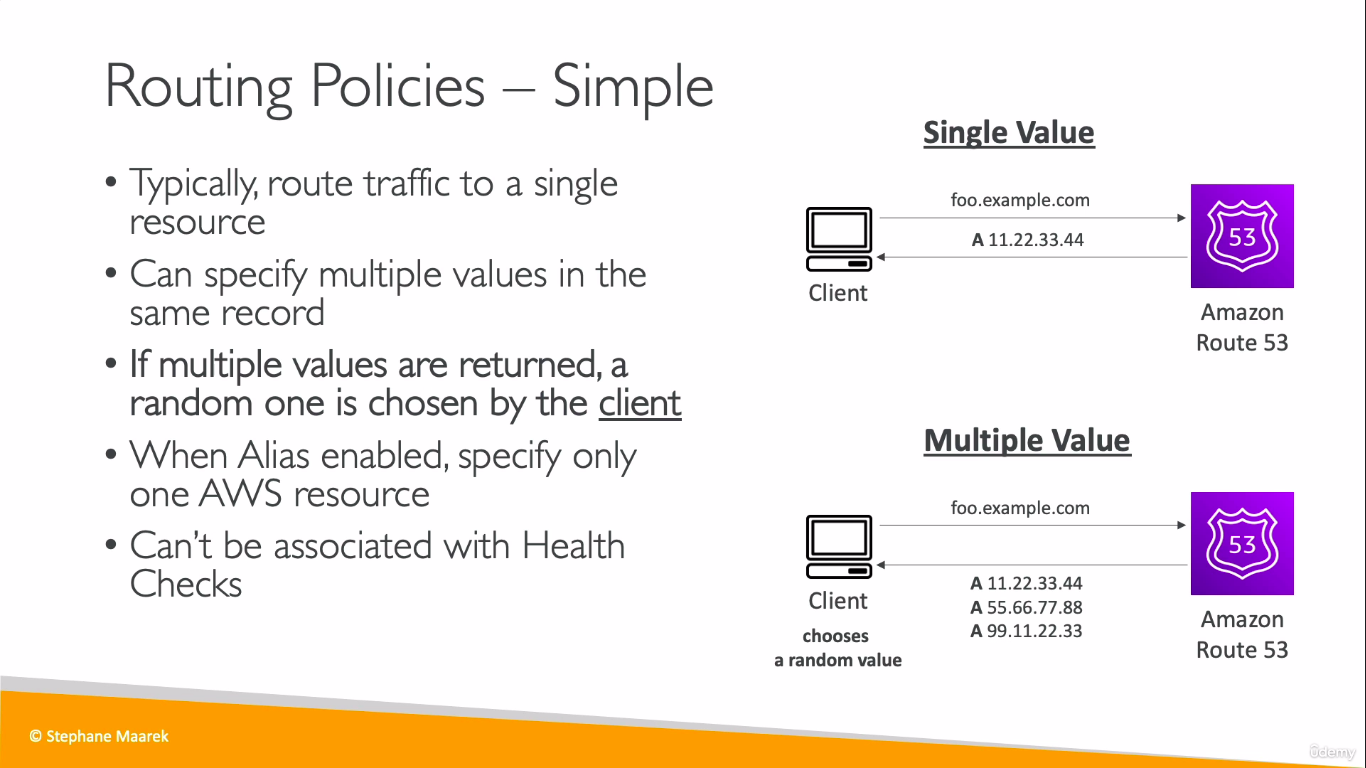 Routing Policies – Simple
• Typically, route traffic to a single
resource
• Can specify multiple values in the
same record
• If multiple values are returned, a
random one is chosen by the client
• When Alias enabled, specify only
one AWS resource
• Can't be associated with Health
Checks
Single Value
foo.example.com
A 11.22.33.44
Client
53
Amazon
Route 53
Multiple Value
foo.example.com
A 11.22.33.44
A 55.66.77.88
A 99.11.22.33
Client
chooses
a random value
53
Amazon
Route 53
© Stephane Maarek
ûdemy